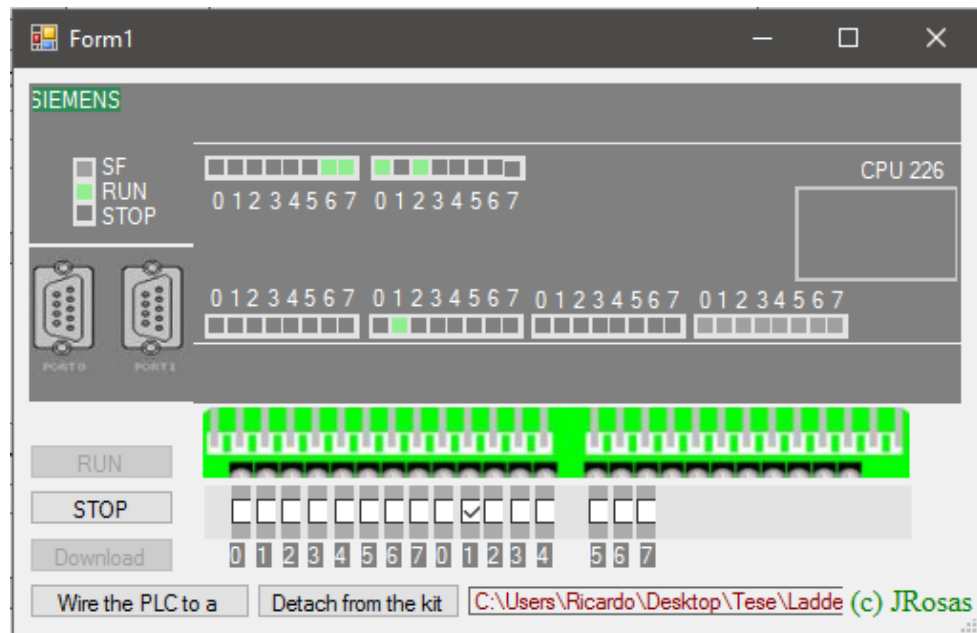 Form1
SIEMENS
SF
RUN
STOP
CPU 226
0 1 2 3 4 5 6 7 0 1 2 3 4 5 6 7
0 1 2 3 4 5 6 7 0 1 2 3 4 5 6 7 0 1 2 3 4 5 6 7 0 1 2 3 4 5 6 7
PORT 0 PORT 1
RUN
STOP
Download
0 1 2 3 4 5 6 7 0 1 2 3 4 5 6 7
Wire the PLC to a
Detach from the kit
C:\Users\Ricardo\Desktop\Tese\Ladde
(c) JRosas